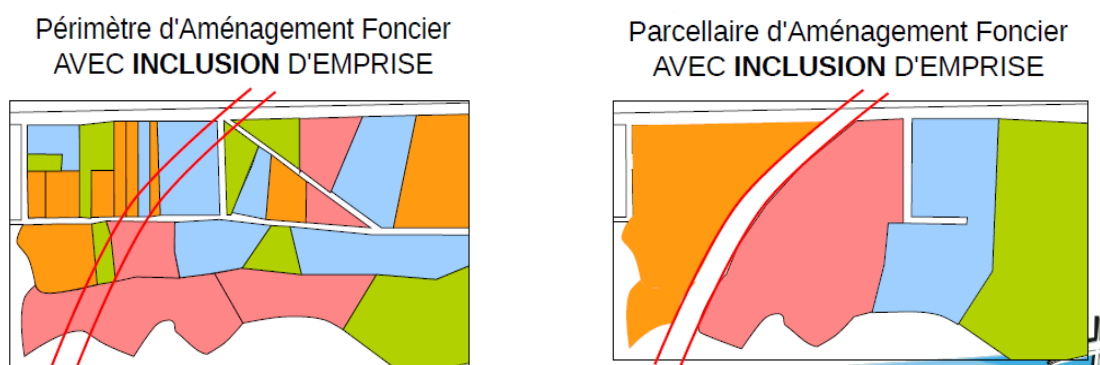 Périmètre d'Aménagement Foncier
AVEC INCLUSION D'EMPRISE
Parcellaire d'Aménagement Foncier
AVEC INCLUSION D'EMPRISE